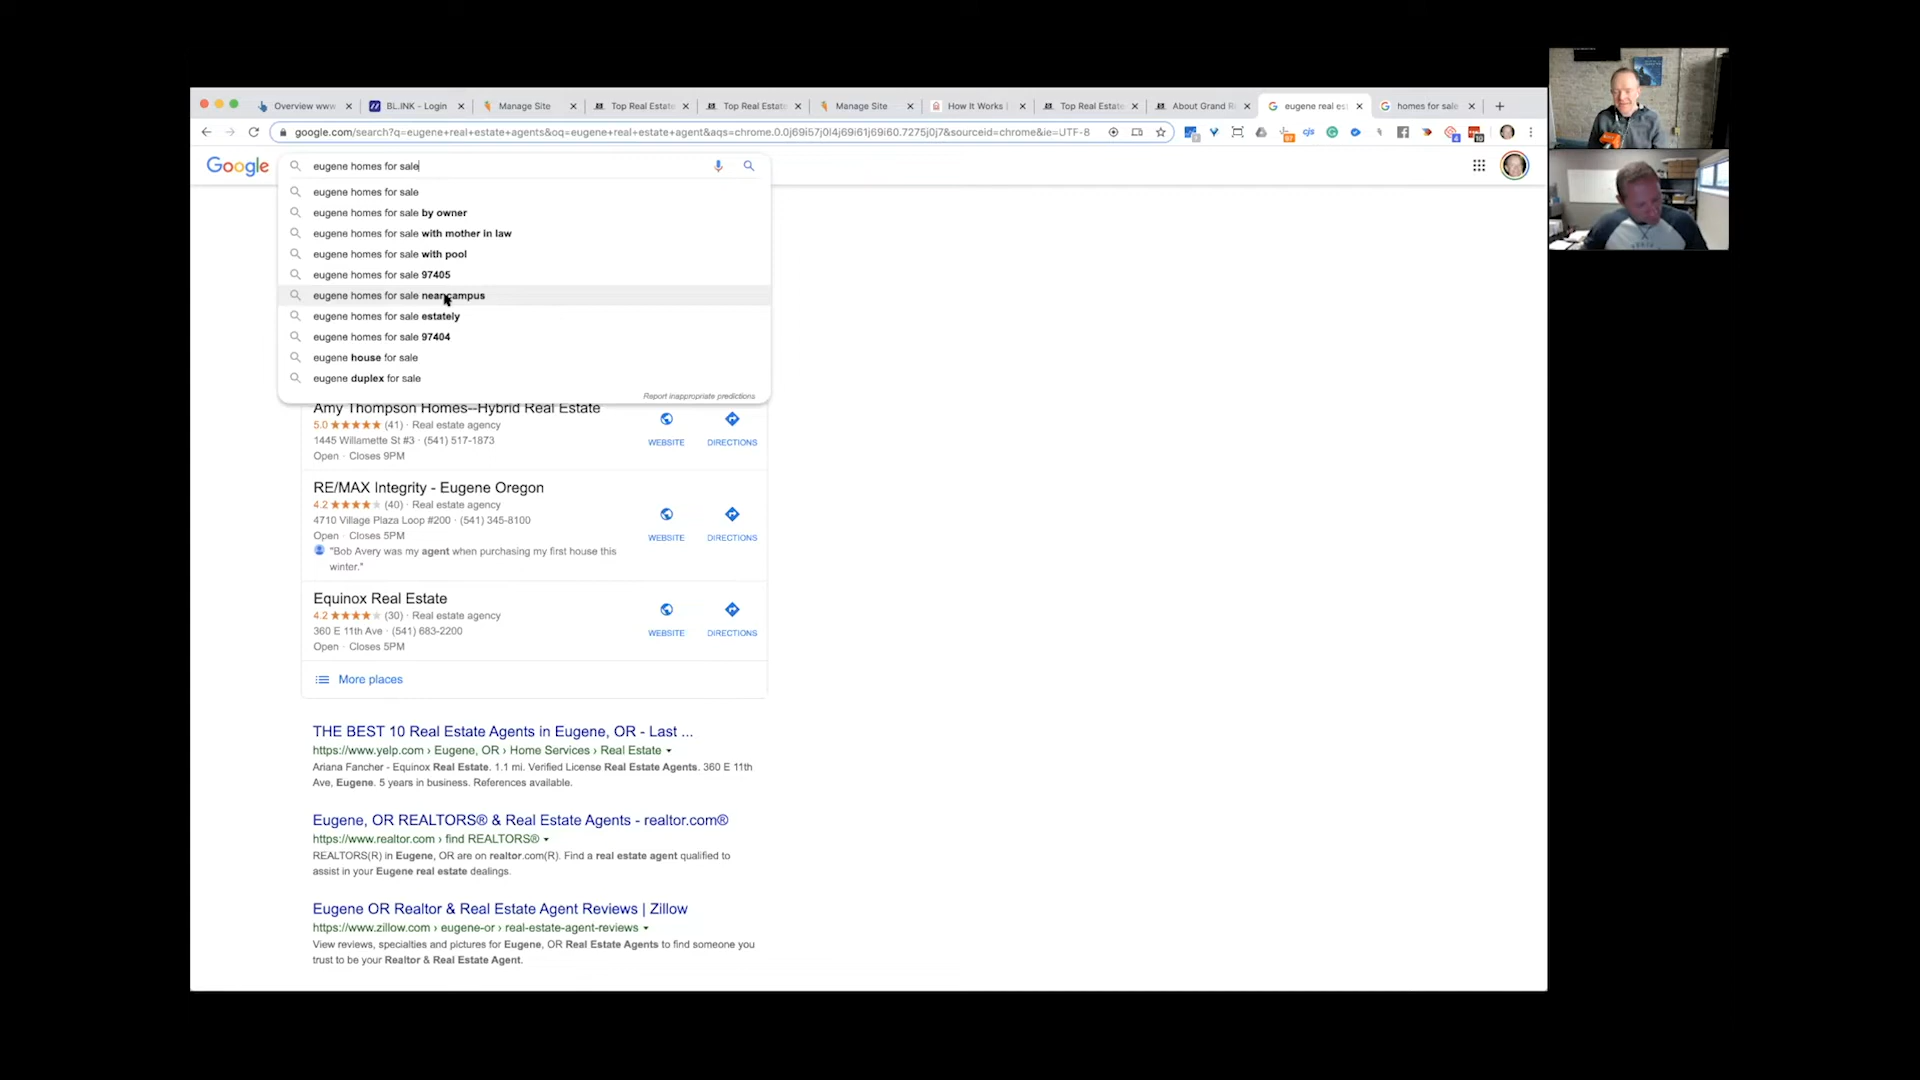 Overview www
BL.INK - Login
Manage Site
Top Real Estate
Top Real Estate
Manage Site
How It Works |
Top Real Estate
About Grand R
eugene real est
homes for sale
google.com/search?q=eugene+real+estate+agents&oq=eugene+real+estate+agent&aqs=chrome.0.0j69i57j0l4j69i61j69i60.7275j0j7&sourceid=chrome&ie=UTF-8
Google
eugene homes for sale
eugene homes for sale
eugene homes for sale by owner
eugene homes for sale with mother in law
eugene homes for sale with pool
eugene homes for sale 97405
eugene homes for sale near campus
eugene homes for sale estately
eugene homes for sale 97404
eugene house for sale
eugene duplex for sale
Report inappropriate predictions
Amy Thompson Homes--Hybrid Real Estate
5.0 ★★★★★ (41) · Real estate agency
1445 Willamette St #3 · (541) 517-1873
Open · Closes 9PM
WEBSITE
DIRECTIONS
RE/MAX Integrity - Eugene Oregon
4.2 ★★★★★ (40) · Real estate agency
4710 Village Plaza Loop #200 · (541) 345-8100
Open · Closes 5PM
"Bob Avery was my agent when purchasing my first house this
winter."
WEBSITE
DIRECTIONS
Equinox Real Estate
4.2 ★★★★★ (30) · Real estate agency
360 E 11th Ave · (541) 683-2200
Open · Closes 5PM
WEBSITE
DIRECTIONS
More places
THE BEST 10 Real Estate Agents in Eugene, OR - Last ...
https://www.yelp.com › Eugene, OR › Home Services › Real Estate
Ariana Fancher - Equinox Real Estate. 1.1 mi. Verified License Real Estate Agents. 360 E 11th
Ave, Eugene. 5 years in business. References available.
Eugene, OR REALTORS® & Real Estate Agents - realtor.com®
https://www.realtor.com › find REALTORS®
REALTORS(R) in Eugene, OR are on realtor.com(R). Find a real estate agent qualified to
assist in your Eugene real estate dealings.
Eugene OR Realtor & Real Estate Agent Reviews | Zillow
https://www.zillow.com › eugene-or › real-estate-agent-reviews
View reviews, specialties and pictures for Eugene, OR Real Estate Agents to find someone you
trust to be your Realtor & Real Estate Agent.